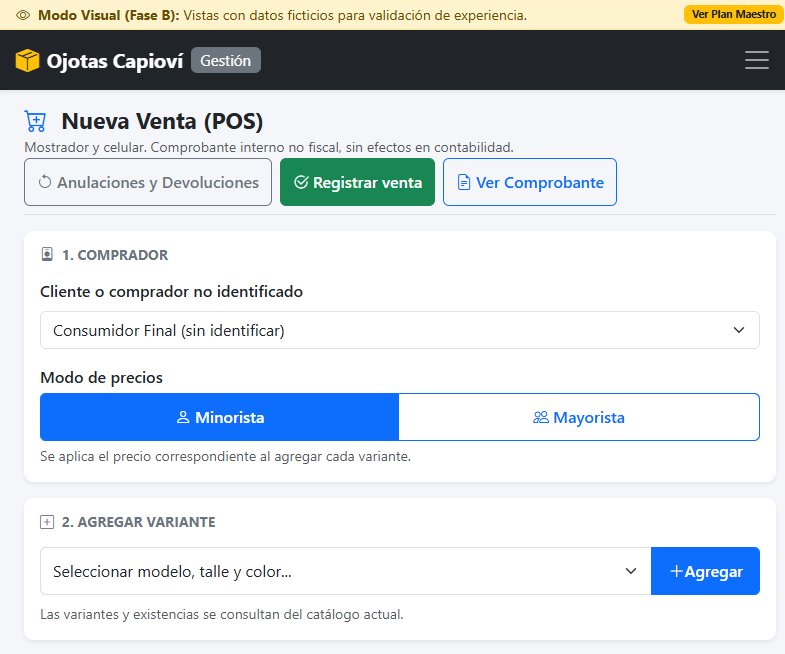 Modo Visual (Fase B): Vistas con datos ficticios para validación de experiencia.
Ver Plan Maestro
Ojotas Capioví
Gestión
Nueva Venta (POS)
Mostrador y celular. Comprobante interno no fiscal, sin efectos en contabilidad.
Anulaciones y Devoluciones
Registrar venta
Ver Comprobante
1. COMPRADOR
Cliente o comprador no identificado
Consumidor Final (sin identificar)
Modo de precios
Minorista
Mayorista
Se aplica el precio correspondiente al agregar cada variante.
2. AGREGAR VARIANTE
Seleccionar modelo, talle y color...
+Agregar
Las variantes y existencias se consultan del catálogo actual.